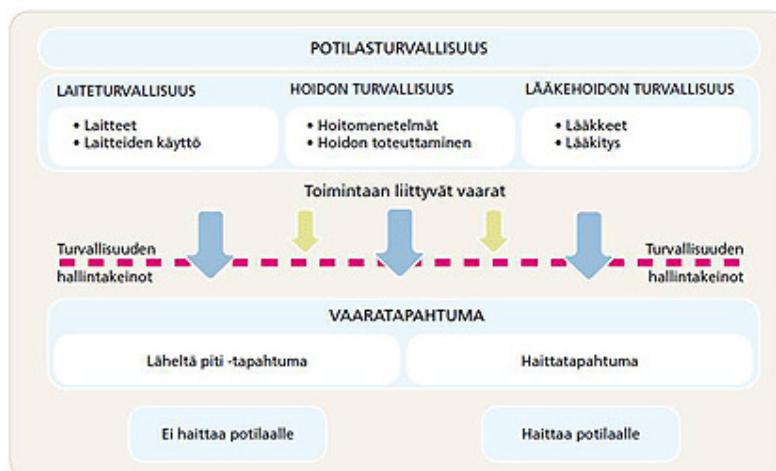 POTILASTURVALLISUUS
LAITETURVALLISUUS
• Laitteet
• Laitteiden käyttö
HOIDON TURVALLISUUS
• Hoitomenetelmät
• Hoidon toteuttaminen
LÄÄKEHOIDON TURVALLISUUS
• Lääkkeet
• Lääkitys
Toimintaan liittyvät vaarat
Turvallisuuden
hallintakeinot
Turvallisuuden
hallintakeinot
VAARATAPAHTUMA
Läheltä piti -tapahtuma
Haittatapahtuma
Ei haittaa potilaalle
Haittaa potilaalle